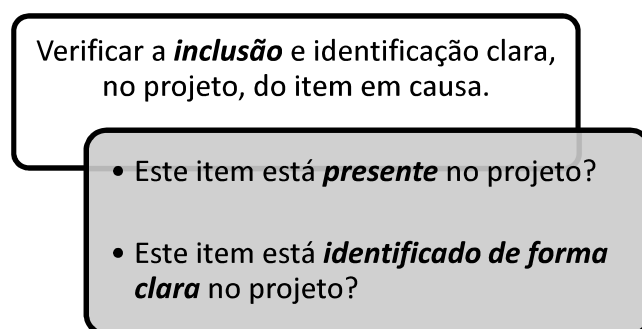 Verificar a inclusão e identificação clara,
no projeto, do item em causa.
• Este item está presente no projeto?
• Este item está identificado de forma
clara no projeto?